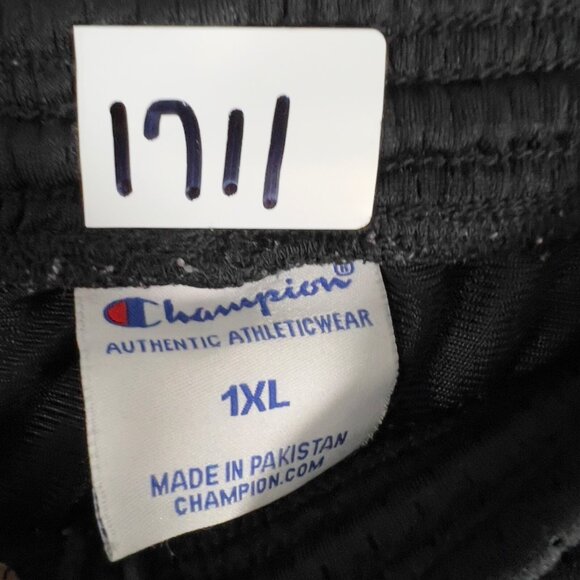 1711
Champion®
AUTHENTIC ATHLETICWEAR
1XL
MADE IN PAKISTAN
CHAMPION.COM